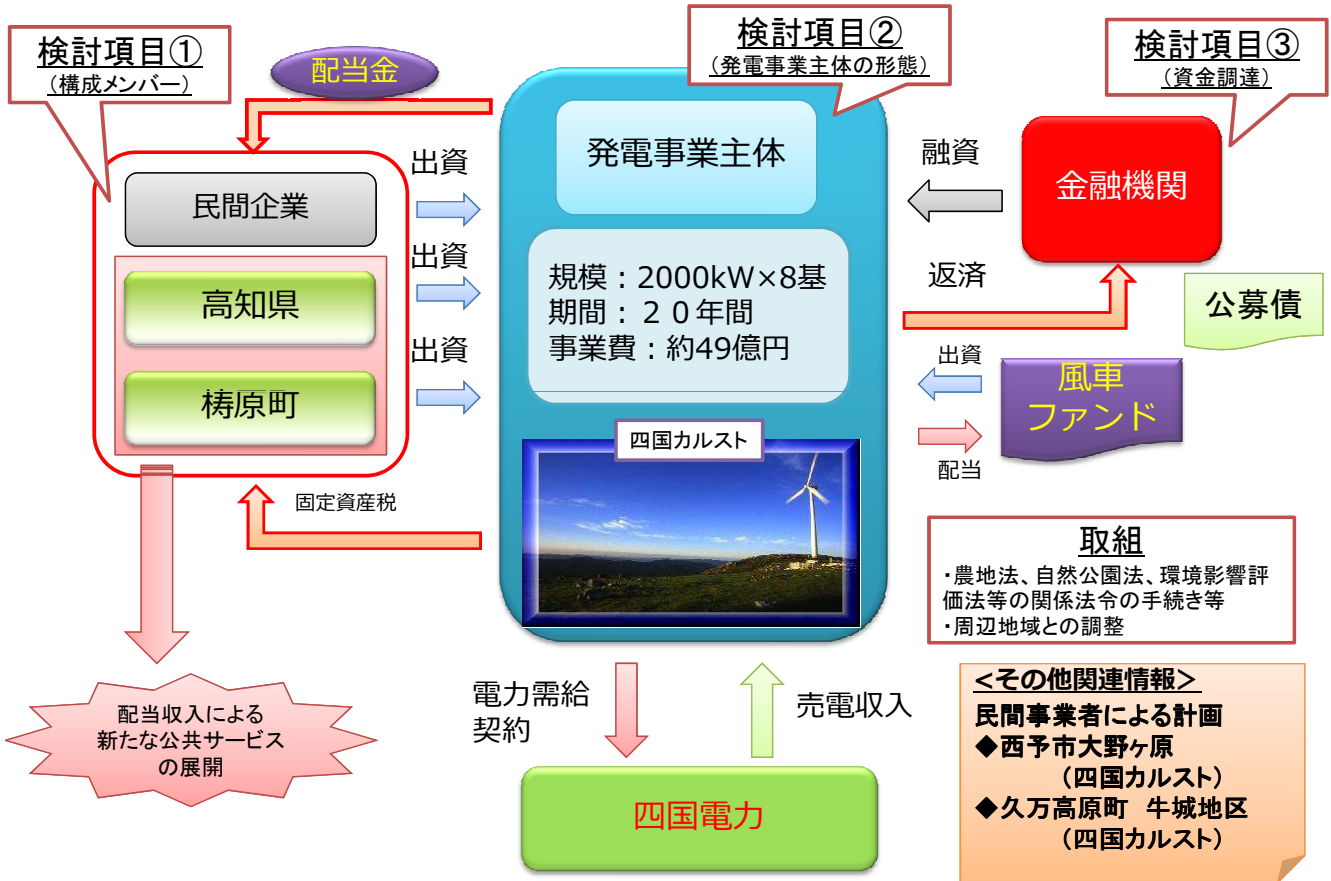 検討項目①
（構成メンバー）
配当金
検討項目②
（発電事業主体の形態）
検討項目③
（資金調達）
民間企業
高知県
梼原町
出資
出資
出資
発電事業主体
規模：2000kW×8基
期間：２０年間
事業費：約49億円
四国カルスト
融資
金融機関
返済
公募債
出資
風車
ファンド
配当
固定資産税
取組
・農地法、自然公園法、環境影響評
価法等の関係法令の手続き等
・周辺地域との調整
配当収入による
新たな公共サービス
の展開
電力需給
契約
売電収入
四国電力
<その他関連情報>
民間事業者による計画
◆西予市大野ヶ原
（四国カルスト）
◆久万高原町　牛城地区
（四国カルスト）